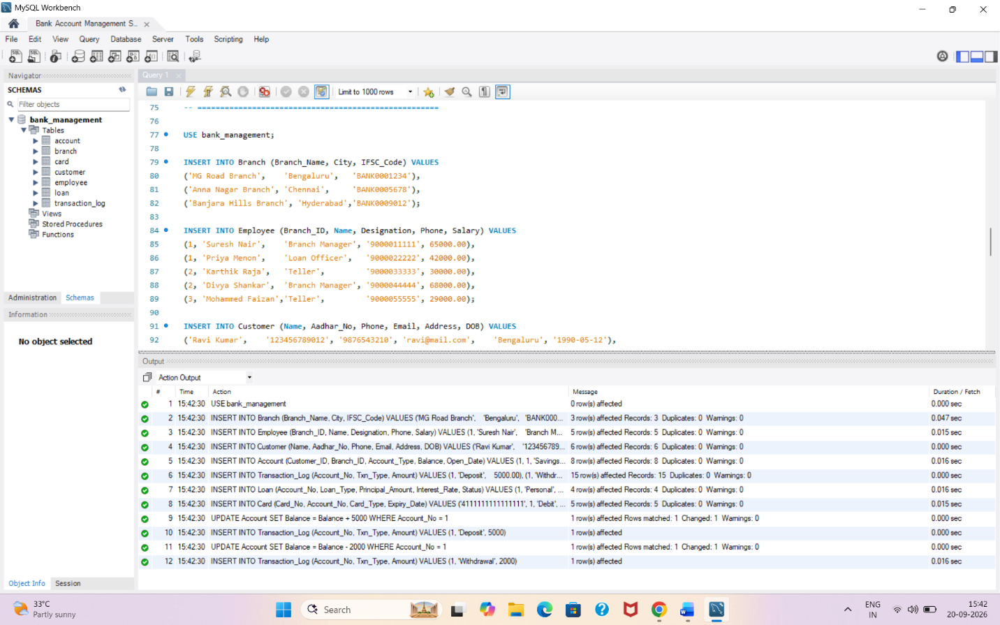 MySQL Workbench
Bank Account Management S...
File Edit View Query Database Server Tools Scripting Help
Navigator
Query 1
SCHEMAS
Filter objects
bank_management
Tables
account
branch
card
customer
employee
loan
transaction_log
Views
Stored Procedures
Functions
Administration Schemas
Information
No object selected
Object Info Session
Limit to 1000 rows
75 -- =====================================================
76
77 USE bank_management;
78
79 INSERT INTO Branch (Branch_Name, City, IFSC_Code) VALUES
80 ('MG Road Branch', 'Bengaluru', 'BANK0001234'),
81 ('Anna Nagar Branch', 'Chennai', 'BANK0005678'),
82 ('Banjara Hills Branch', 'Hyderabad','BANK0009012');
83
84 INSERT INTO Employee (Branch_ID, Name, Designation, Phone, Salary) VALUES
85 (1, 'Suresh Nair', 'Branch Manager', '9000011111', 65000.00),
86 (1, 'Priya Menon', 'Loan Officer', '9000022222', 42000.00),
87 (2, 'Karthik Raja', 'Teller', '9000033333', 30000.00),
88 (2, 'Divya Shankar', 'Branch Manager', '9000044444', 68000.00),
89 (3, 'Mohammed Faizan','Teller', '9000055555', 29000.00);
90
91 INSERT INTO Customer (Name, Aadhar_No, Phone, Email, Address, DOB) VALUES
92 ('Ravi Kumar', '123456789012', '9876543210', 'ravi@mail.com', 'Bengaluru', '1990-05-12'),
Output
Action Output
# Time Action Message Duration / Fetch
1 15:42:30 USE bank_management 0 row(s) affected 0.000 sec
2 15:42:30 INSERT INTO Branch (Branch_Name, City, IFSC_Code) VALUES ('MG Road Branch', 'Bengaluru', 'BANK000... 3 row(s) affected Records: 3 Duplicates: 0 Warnings: 0 0.047 sec
3 15:42:30 INSERT INTO Employee (Branch_ID, Name, Designation, Phone, Salary) VALUES (1, 'Suresh Nair', 'Branch M... 5 row(s) affected Records: 5 Duplicates: 0 Warnings: 0 0.015 sec
4 15:42:30 INSERT INTO Customer (Name, Aadhar_No, Phone, Email, Address, DOB) VALUES ('Ravi Kumar', '123456789... 6 row(s) affected Records: 6 Duplicates: 0 Warnings: 0 0.000 sec
5 15:42:30 INSERT INTO Account (Customer_ID, Branch_ID, Account_Type, Balance, Open_Date) VALUES (1, 1, 'Savings... 8 row(s) affected Records: 8 Duplicates: 0 Warnings: 0 0.016 sec
6 15:42:30 INSERT INTO Transaction_Log (Account_No, Txn_Type, Amount) VALUES (1, 'Deposit', 5000.00), (1, 'Withdr... 15 row(s) affected Records: 15 Duplicates: 0 Warnings: 0 0.000 sec
7 15:42:30 INSERT INTO Loan (Account_No, Loan_Type, Principal_Amount, Interest_Rate, Status) VALUES (1, 'Personal', ... 4 row(s) affected Records: 4 Duplicates: 0 Warnings: 0 0.016 sec
8 15:42:30 INSERT INTO Card (Card_No, Account_No, Card_Type, Expiry_Date) VALUES ('4111111111111111', 1, 'Debit', ... 5 row(s) affected Records: 5 Duplicates: 0 Warnings: 0 0.015 sec
9 15:42:30 UPDATE Account SET Balance = Balance + 5000 WHERE Account_No = 1 1 row(s) affected Rows matched: 1 Changed: 1 Warnings: 0 0.000 sec
10 15:42:30 INSERT INTO Transaction_Log (Account_No, Txn_Type, Amount) VALUES (1, 'Deposit', 5000) 1 row(s) affected 0.000 sec
11 15:42:30 UPDATE Account SET Balance = Balance - 2000 WHERE Account_No = 1 1 row(s) affected Rows matched: 1 Changed: 1 Warnings: 0 0.000 sec
12 15:42:30 INSERT INTO Transaction_Log (Account_No, Txn_Type, Amount) VALUES (1, 'Withdrawal', 2000) 1 row(s) affected 0.016 sec
33°C
Partly sunny
Search
ENG
IN
15:42
20-09-2026